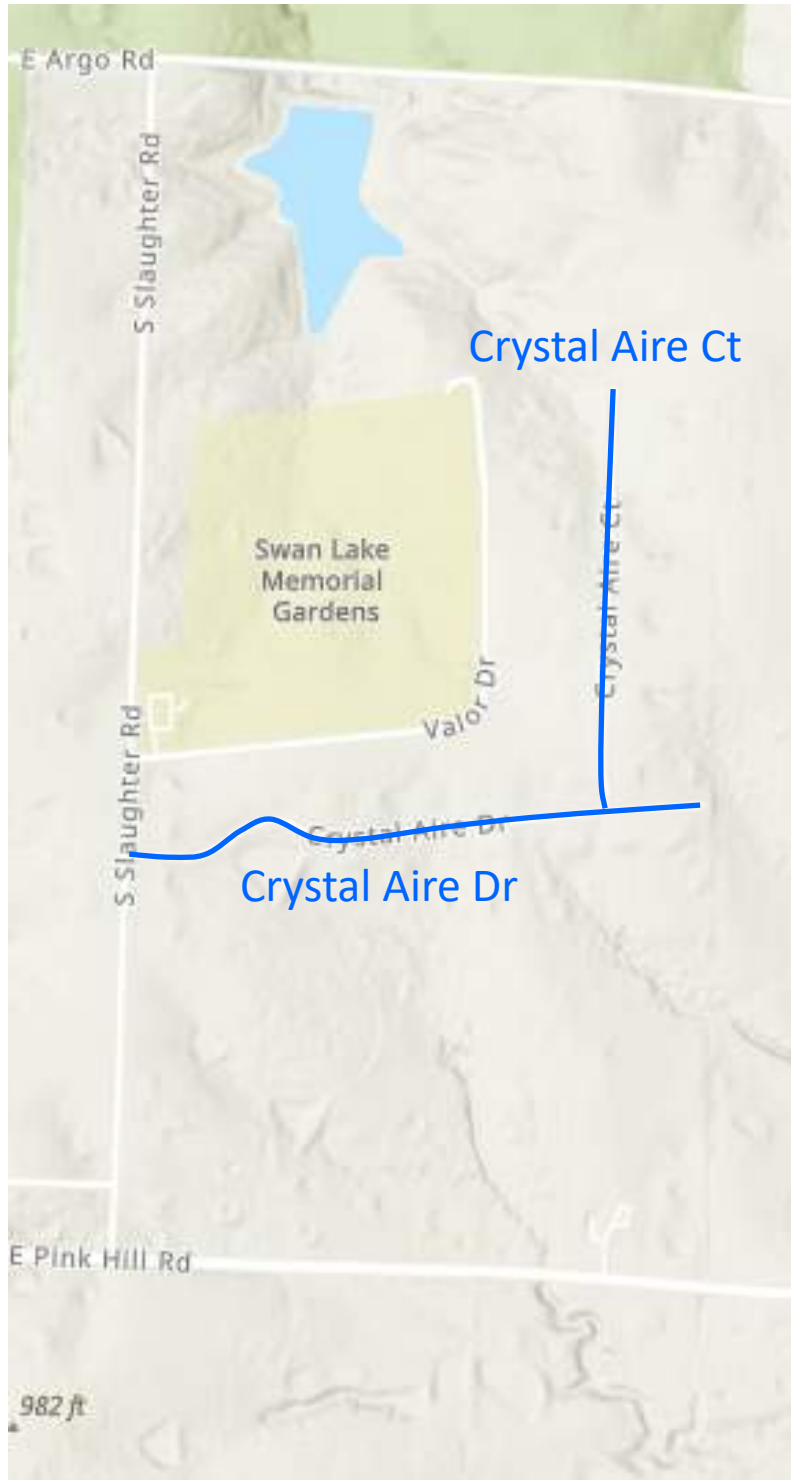 E Argo Rd
S Slaughter Rd
Crystal Aire Ct
Crystal Aire Ct
Swan Lake
Memorial
Gardens
Valor Dr
S Slaughter Rd
Crystal Aire Dr
Crystal Aire Dr
E Pink Hill Rd
982 ft